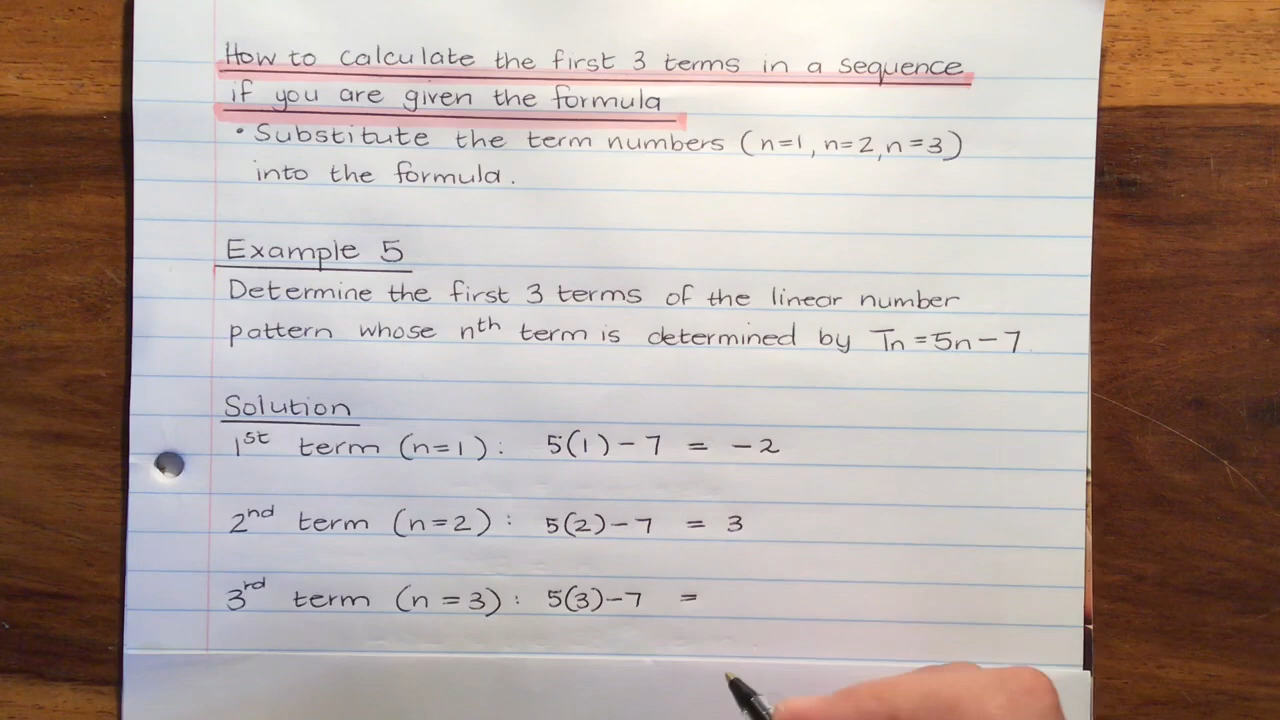 How to calculate the first 3 terms in a sequence
if you are given the formula
• Substitute the term numbers (n=1, n=2, n=3)
into the formula.
Example 5
Determine the first 3 terms of the linear number
pattern whose nth term is determined by Tn = 5n - 7
Solution
1st term (n=1): 5(1) - 7 = -2
2nd term (n=2): 5(2) - 7 = 3
3rd term (n=3): 5(3) - 7 =